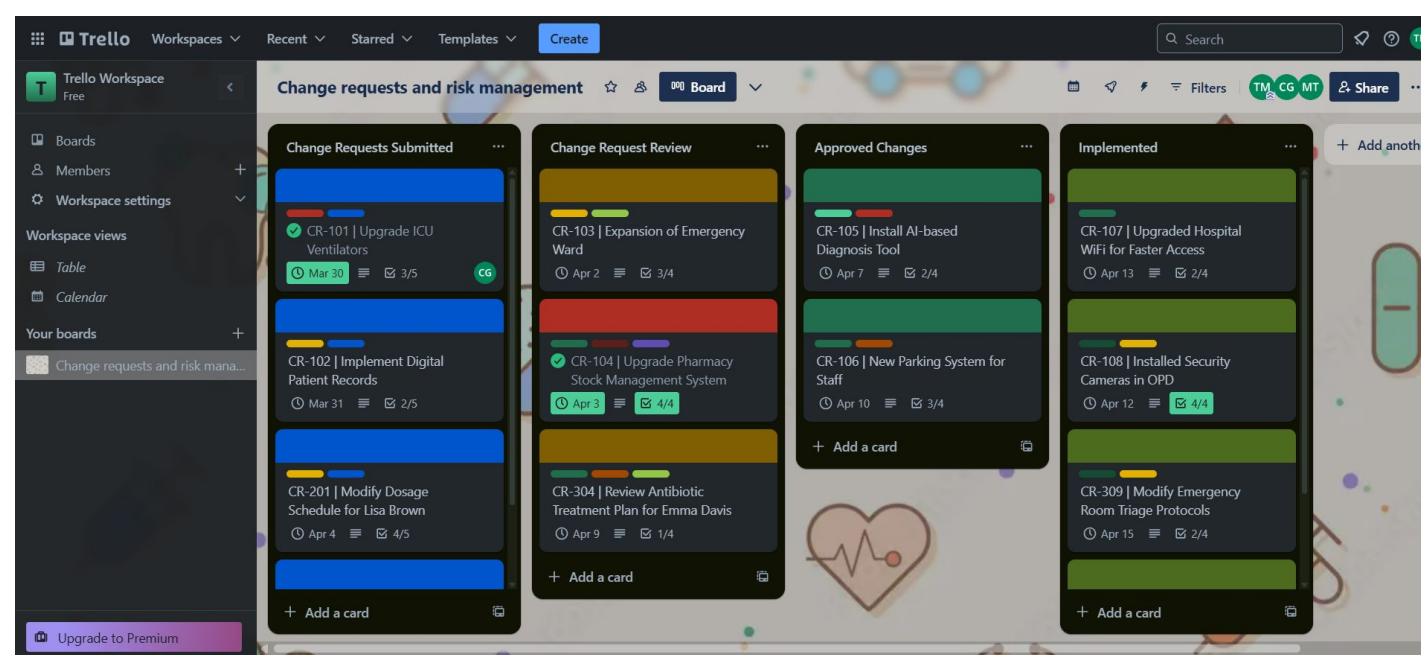 Trello Workspaces Recent Starred Templates Create Search
T Trello Workspace
Free
Boards
Members
Workspace settings
Workspace views
Table
Calendar
Your boards
Change requests and risk mana...
Upgrade to Premium
Change requests and risk management Board Filters TM CG MT Share
Change Requests Submitted
CR-101 | Upgrade ICU
Ventilators
Mar 30 3/5 CG
CR-102 | Implement Digital
Patient Records
Mar 31 2/5
CR-201 | Modify Dosage
Schedule for Lisa Brown
Apr 4 4/5
+ Add a card
Change Request Review
CR-103 | Expansion of Emergency
Ward
Apr 2 3/4
CR-104 | Upgrade Pharmacy
Stock Management System
Apr 3 4/4
CR-304 | Review Antibiotic
Treatment Plan for Emma Davis
Apr 9 1/4
+ Add a card
Approved Changes
CR-105 | Install AI-based
Diagnosis Tool
Apr 7 2/4
CR-106 | New Parking System for
Staff
Apr 10 3/4
+ Add a card
Implemented
CR-107 | Upgraded Hospital
WiFi for Faster Access
Apr 13 2/4
CR-108 | Installed Security
Cameras in OPD
Apr 12 4/4
CR-309 | Modify Emergency
Room Triage Protocols
Apr 15 2/4
+ Add a card
+ Add anoth